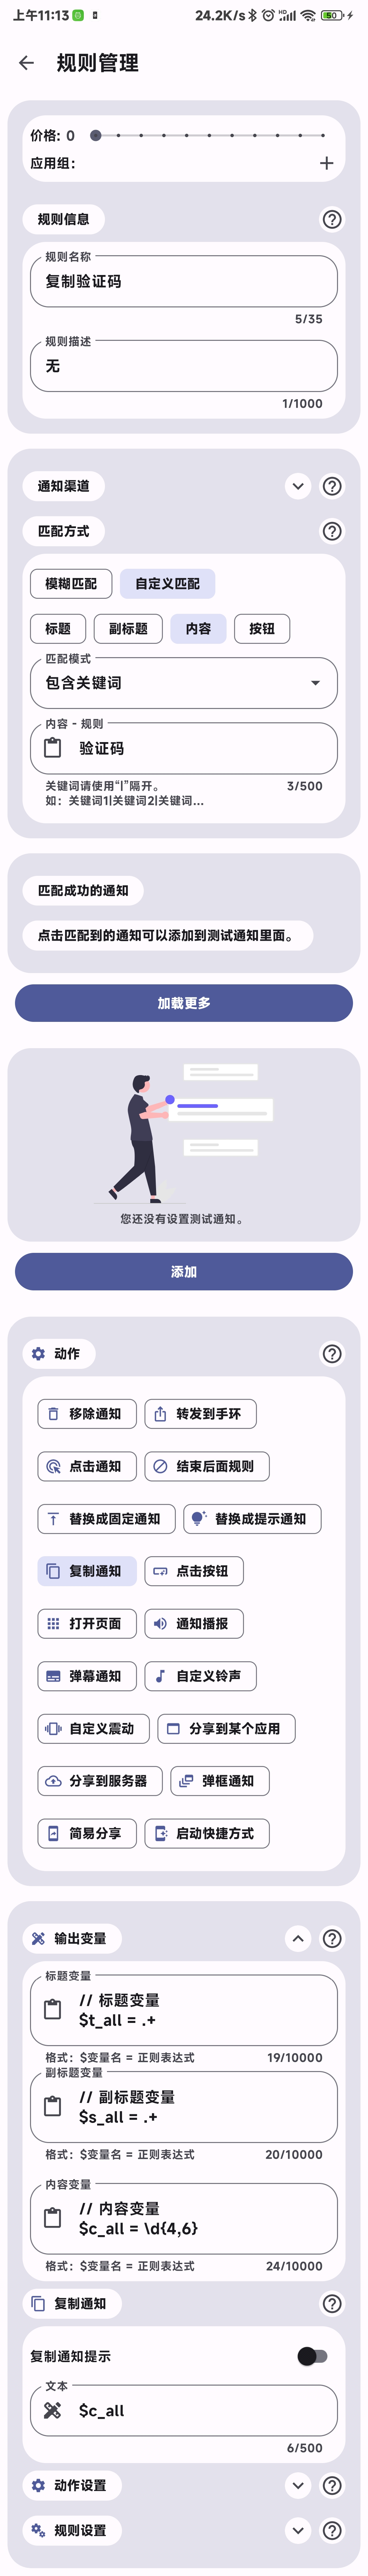 上午11:13
24.2K/s
HD
50
规则管理
价格: 0
应用组:
规则信息
规则名称
复制验证码
5/35
规则描述
无
1/1000
通知渠道
匹配方式
模糊匹配
自定义匹配
标题
副标题
内容
按钮
匹配模式
包含关键词
内容 - 规则
验证码
关键词请使用“|”隔开。
3/500
如: 关键词1|关键词2|关键词...
匹配成功的通知
点击匹配到的通知可以添加到测试通知里面。
加载更多
您还没有设置测试通知。
添加
动作
移除通知
转发到手环
点击通知
结束后面规则
替换成固定通知
替换成提示通知
复制通知
点击按钮
打开页面
通知播报
弹幕通知
自定义铃声
自定义震动
分享到某个应用
分享到服务器
弹框通知
简易分享
启动快捷方式
输出变量
标题变量
// 标题变量
$t_all = .+
格式: $变量名 = 正则表达式
19/10000
副标题变量
// 副标题变量
$s_all = .+
格式: $变量名 = 正则表达式
20/10000
内容变量
// 内容变量
$c_all = \d{4,6}
格式: $变量名 = 正则表达式
24/10000
复制通知
复制通知提示
文本
$c_all
6/500
动作设置
规则设置